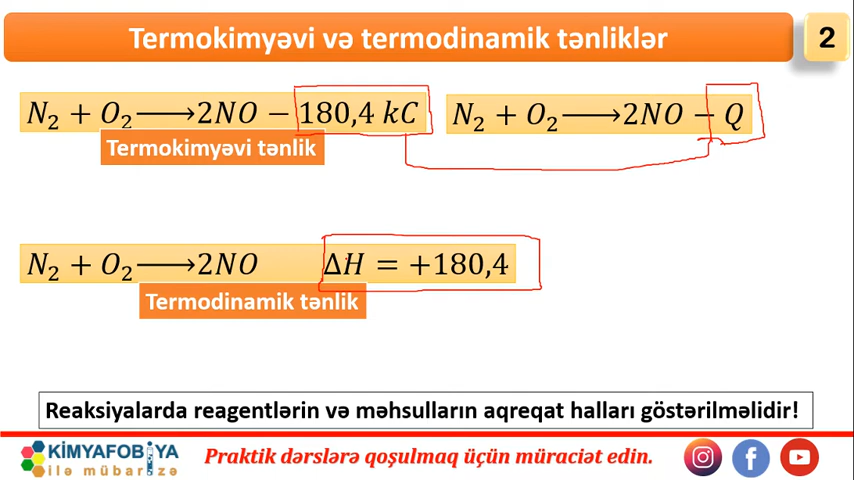 Termokimyəvi və termodinamik tənliklər
2
N₂ + O₂ ⟶ 2NO − 180,4 kC
N₂ + O₂ ⟶ 2NO − Q
Termokimyəvi tənlik
N₂ + O₂ ⟶ 2NO ΔH = +180,4
Termodinamik tənlik
Reaksiyalarda reagentlərin və məhsulların aqreqat halları göstərilməlidir!
KİMYAFOBİYA
ilə mübarizə
Praktik dərslərə qoşulmaq üçün müraciət edin.